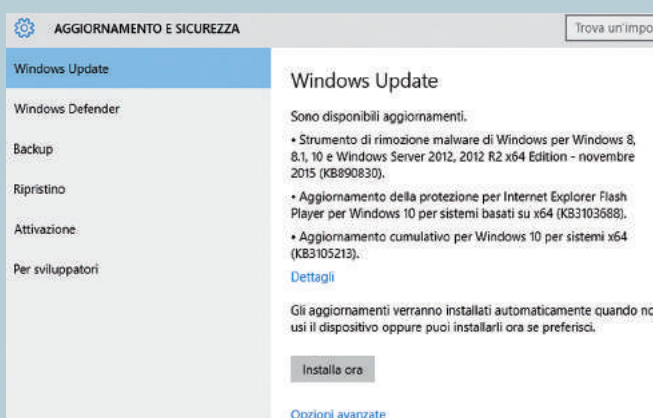 AGGIORNAMENTO E SICUREZZA
Trova un'impo
Windows Update
Windows Defender
Backup
Ripristino
Attivazione
Per sviluppatori
Windows Update
Sono disponibili aggiornamenti.
• Strumento di rimozione malware di Windows per Windows 8,
8.1, 10 e Windows Server 2012, 2012 R2 x64 Edition - novembre
2015 (KB890830).
• Aggiornamento della protezione per Internet Explorer Flash
Player per Windows 10 per sistemi basati su x64 (KB3103688).
• Aggiornamento cumulativo per Windows 10 per sistemi x64
(KB3105213).
Dettagli
Gli aggiornamenti verranno installati automaticamente quando no
usi il dispositivo oppure puoi installarli ora se preferisci.
Installa ora
Opzioni avanzate